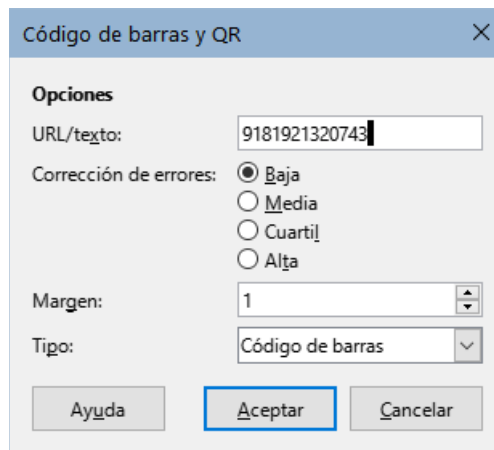 Código de barras y QR
Opciones
URL/texto: 9181921320743
Corrección de errores: Baja
Media
Cuartil
Alta
Margen: 1
Tipo: Código de barras
Ayuda Aceptar Cancelar